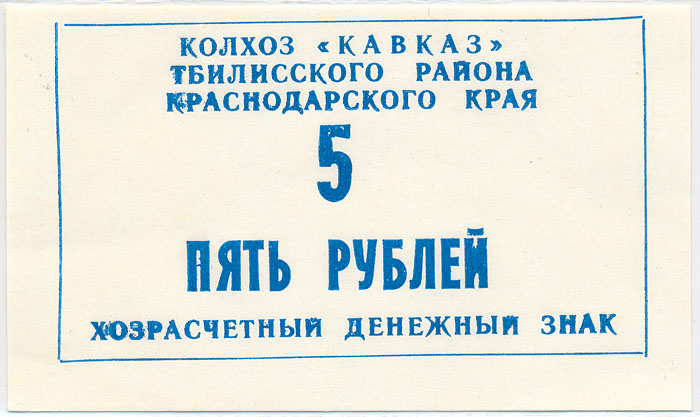 КОЛХОЗ «КАВКАЗ»
ТБИЛИССКОГО РАЙОНА
КРАСНОДАРСКОГО КРАЯ
5
ПЯТЬ РУБЛЕЙ
ХОЗРАСЧЕТНЫЙ ДЕНЕЖНЫЙ ЗНАК